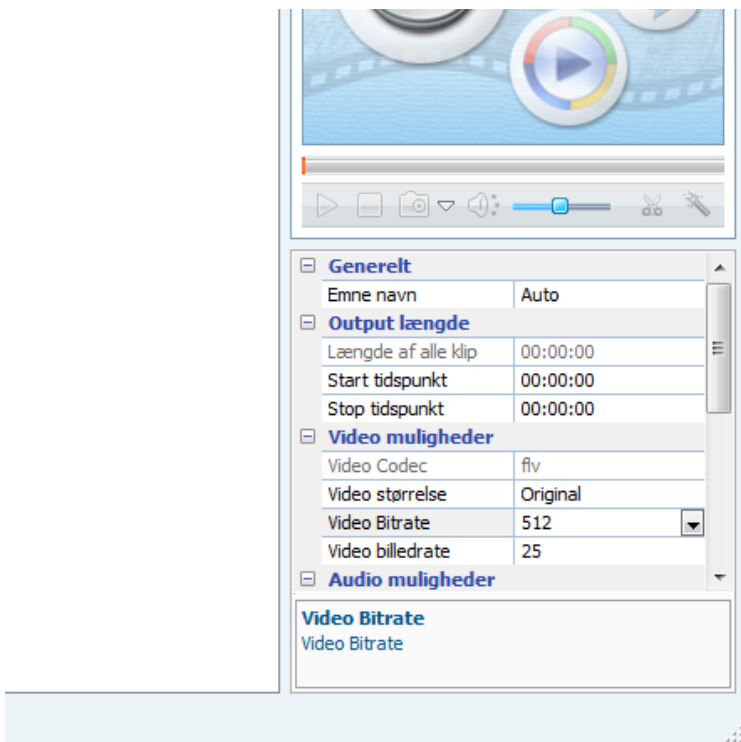 Generelt
Emne navn Auto
Output længde
Længde af alle klip 00:00:00
Start tidspunkt 00:00:00
Stop tidspunkt 00:00:00
Video muligheder
Video Codec flv
Video størrelse Original
Video Bitrate 512
Video billedrate 25
Audio muligheder
Video Bitrate
Video Bitrate